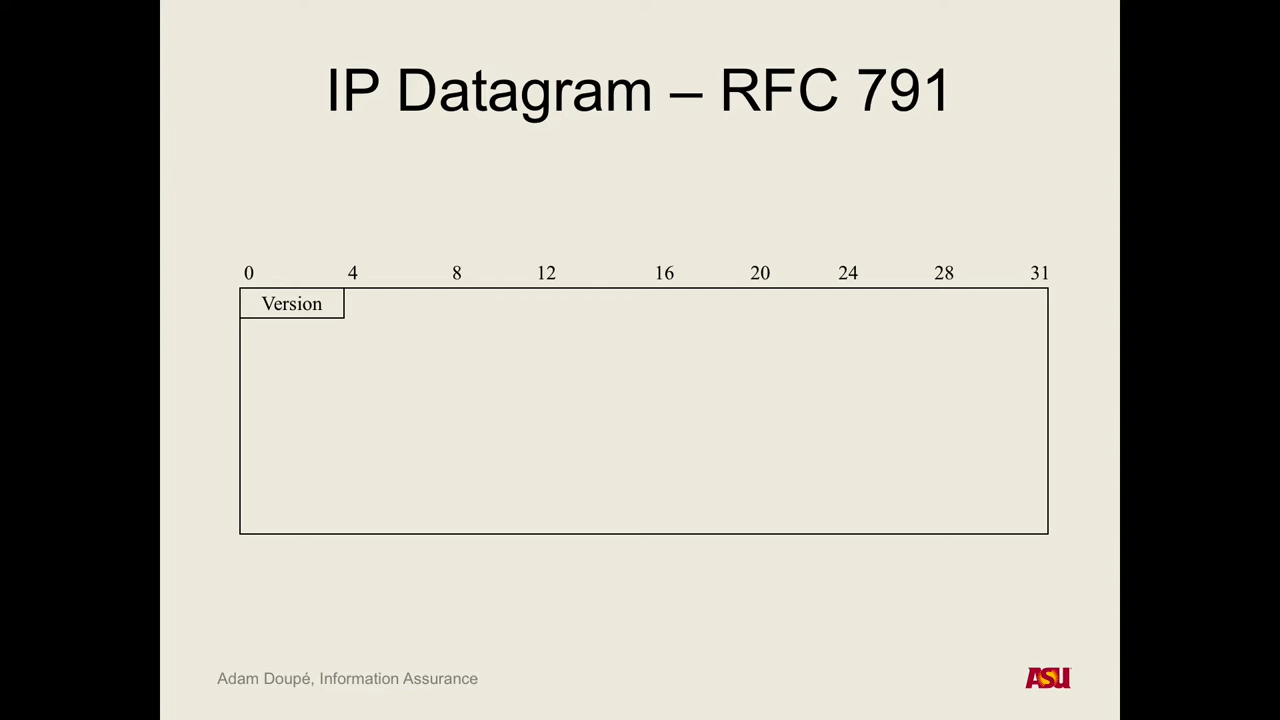 IP Datagram – RFC 791
0 4 8 12 16 20 24 28 31
Version
Adam Doupé, Information Assurance
ASU